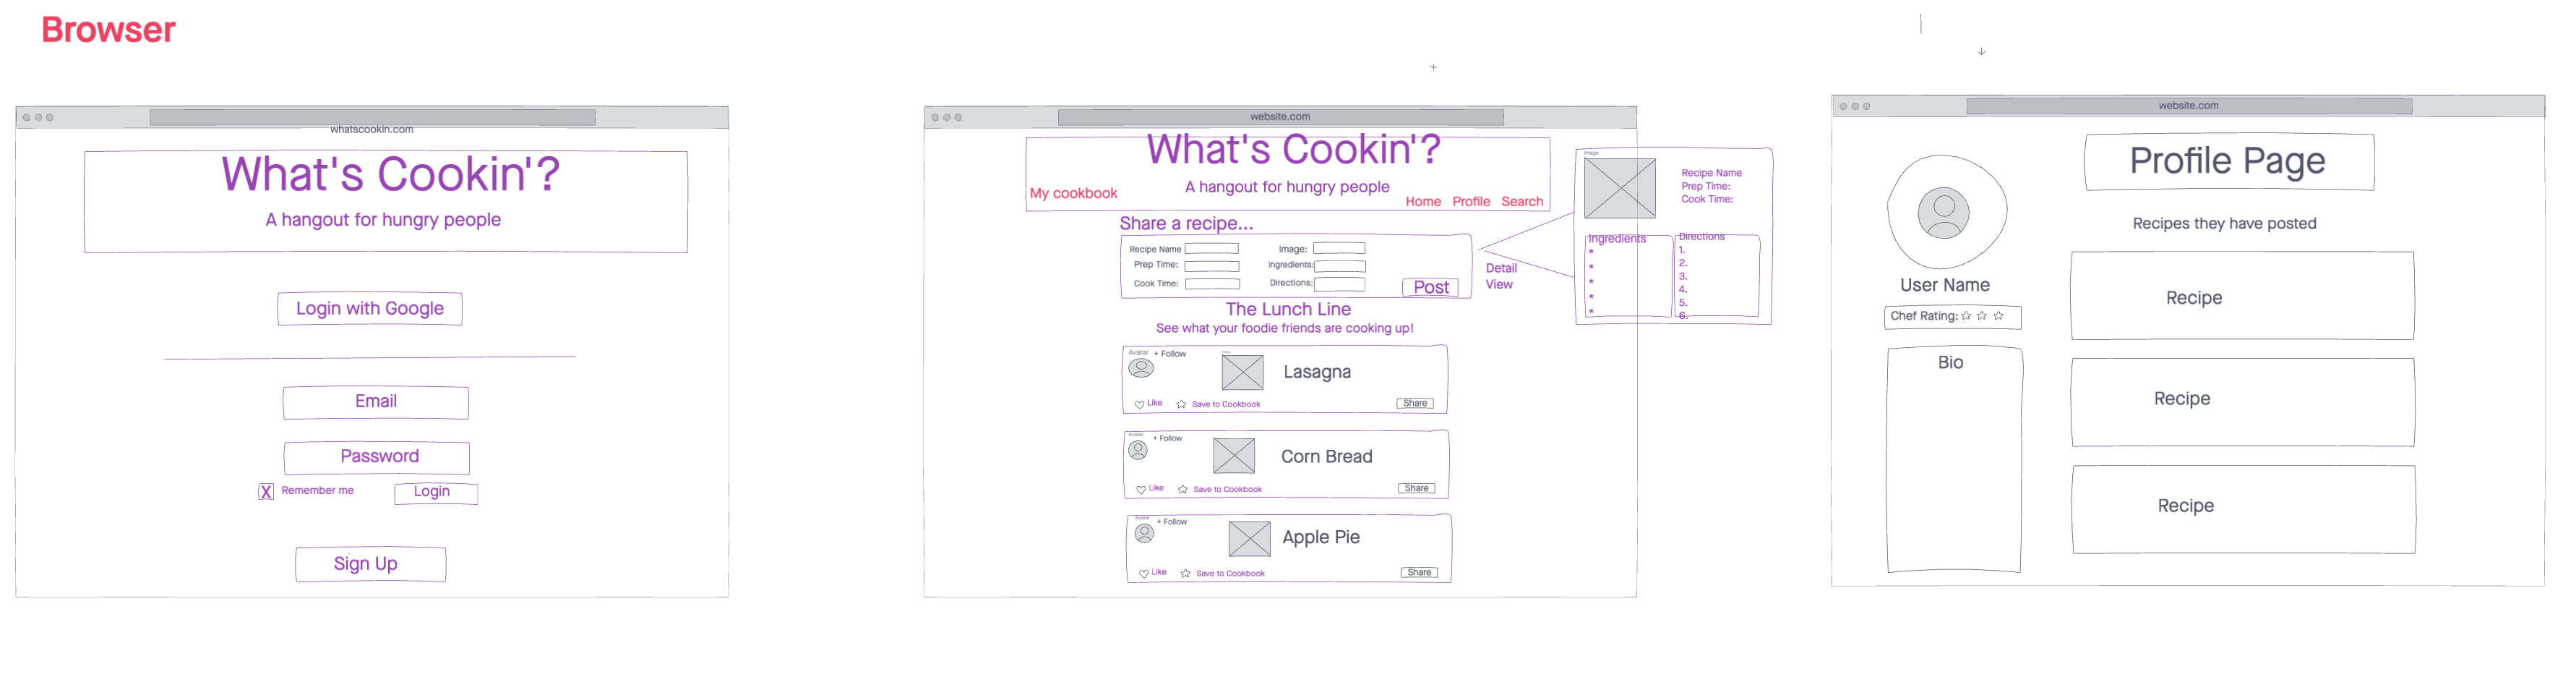 Browser
whatscookin.com
What's Cookin'?
A hangout for hungry people
Login with Google
Email
Password
X Remember me
Login
Sign Up
website.com
What's Cookin'?
A hangout for hungry people
My cookbook
Home Profile Search
Share a recipe...
Recipe Name
Image:
Prep Time:
Ingredients:
Cook Time:
Directions:
Post
Detail
View
Image
Recipe Name
Prep Time:
Cook Time:
Ingredients
*
*
*
*
*
Directions
1.
2.
3.
4.
5.
6.
The Lunch Line
See what your foodie friends are cooking up!
Avatar + Follow
Lasagna
Like
Save to Cookbook
Share
Avatar + Follow
Corn Bread
Like
Save to Cookbook
Share
Avatar + Follow
Apple Pie
Like
Save to Cookbook
Share
website.com
Profile Page
Recipes they have posted
User Name
Chef Rating:
Bio
Recipe
Recipe
Recipe